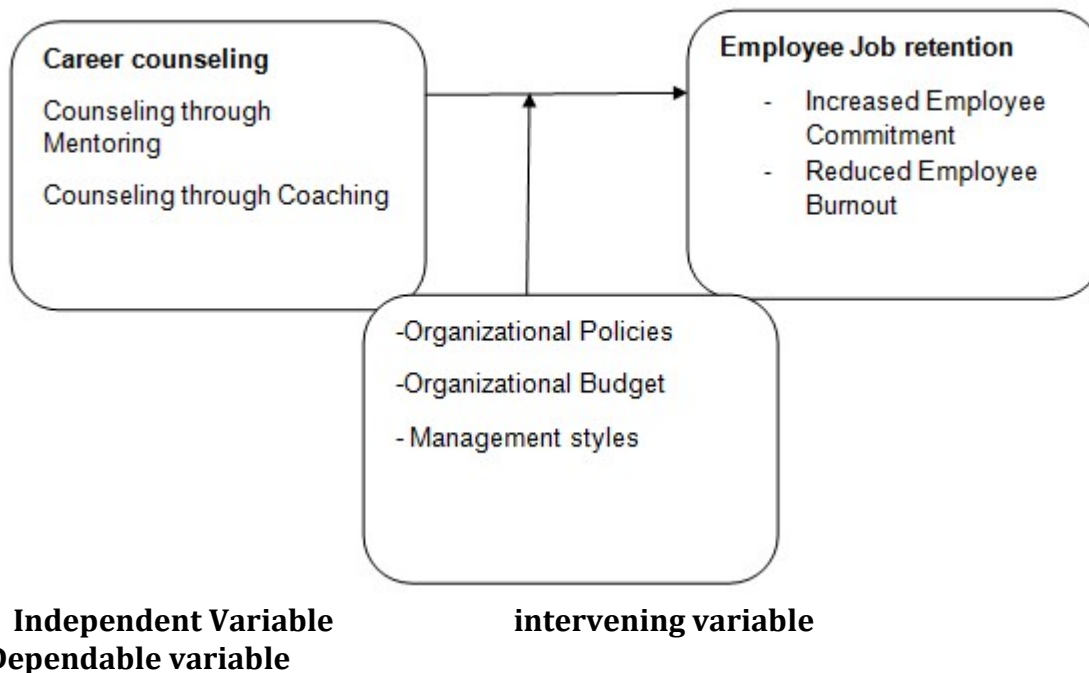 Career counseling
Counseling through
Mentoring
Counseling through Coaching
Employee Job retention
- Increased Employee
Commitment
- Reduced Employee
Burnout
-Organizational Policies
-Organizational Budget
- Management styles
Independent Variable intervening variable
Dependable variable